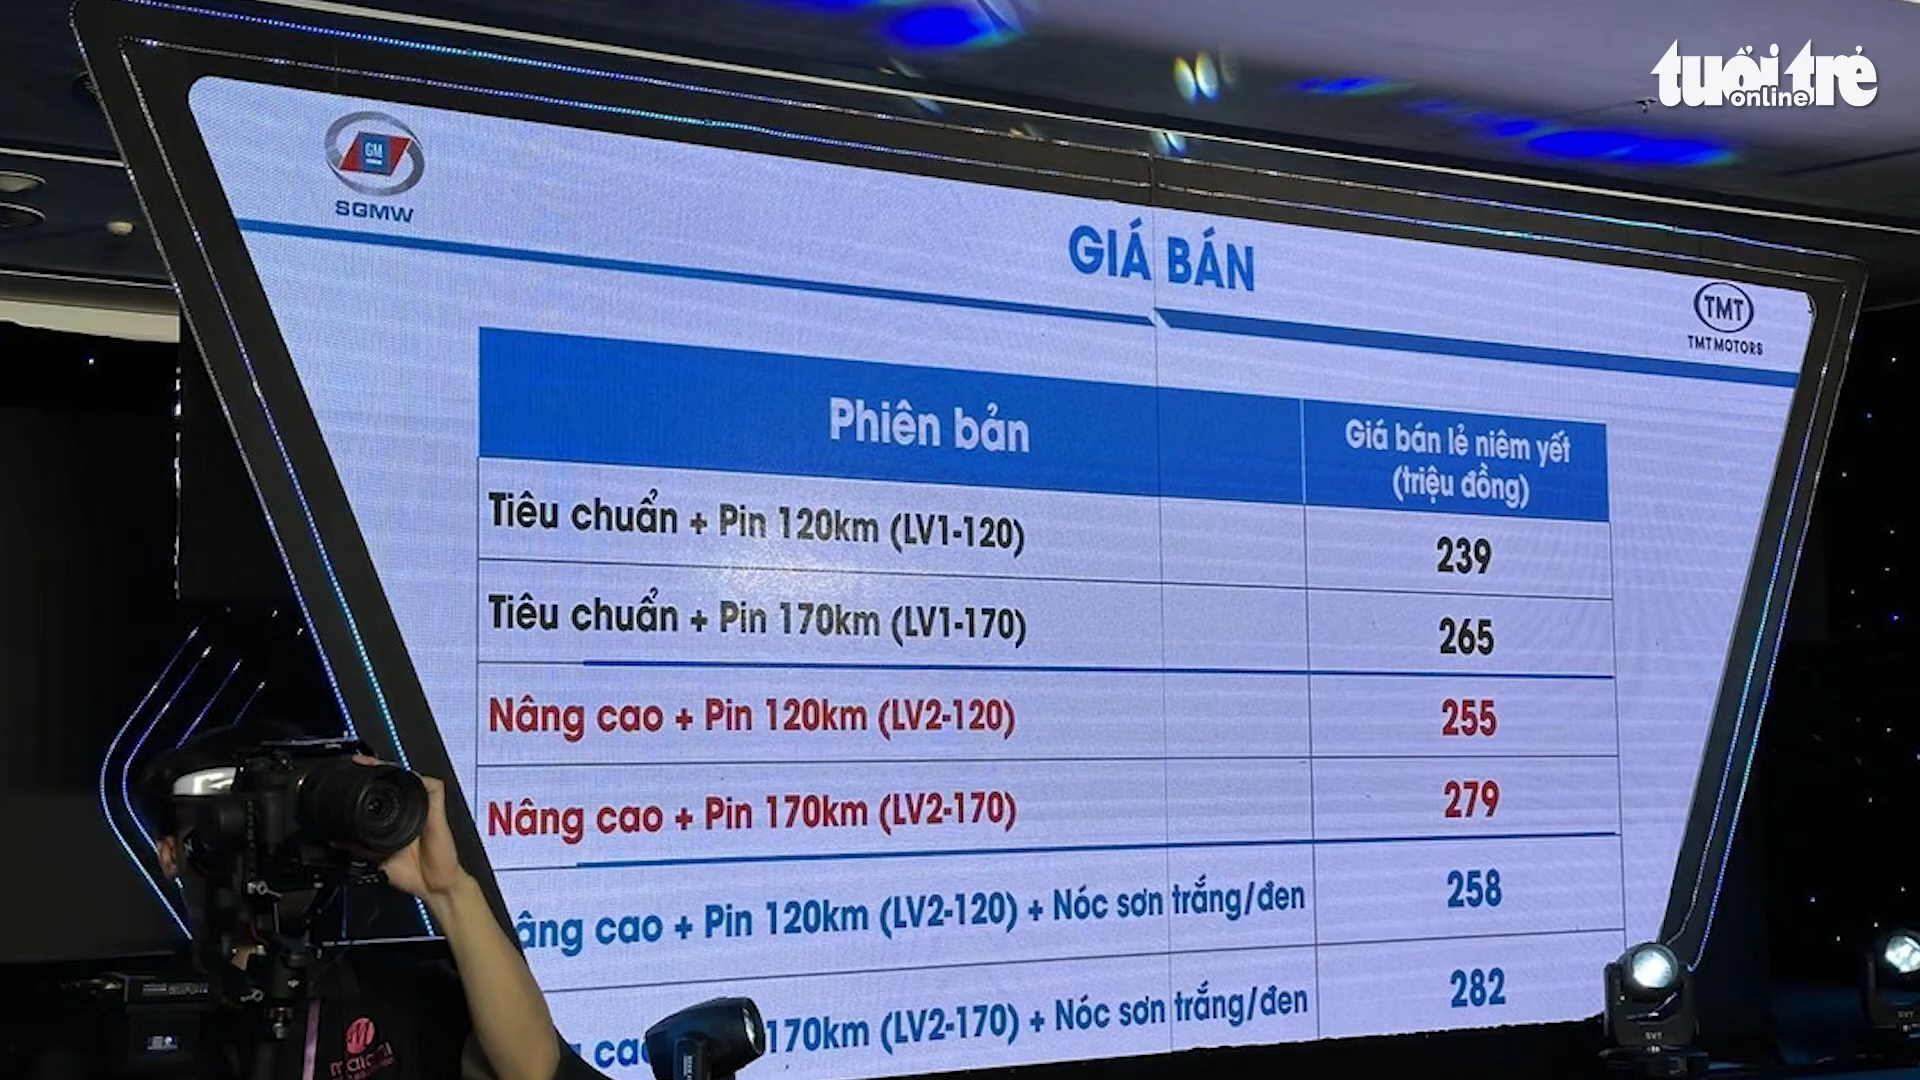 tuổi trẻ
online
GM
SGMW
GIÁ BÁN
TMT
TMT MOTORS
Phiên bản
Giá bán lẻ niêm yết
(triệu đồng)
Tiêu chuẩn + Pin 120km (LV1-120)
239
Tiêu chuẩn + Pin 170km (LV1-170)
265
Nâng cao + Pin 120km (LV2-120)
255
Nâng cao + Pin 170km (LV2-170)
279
âng cao + Pin 120km (LV2-120) + Nóc sơn trắng/đen
258
170km (LV2-170) + Nóc sơn trắng/đen
282